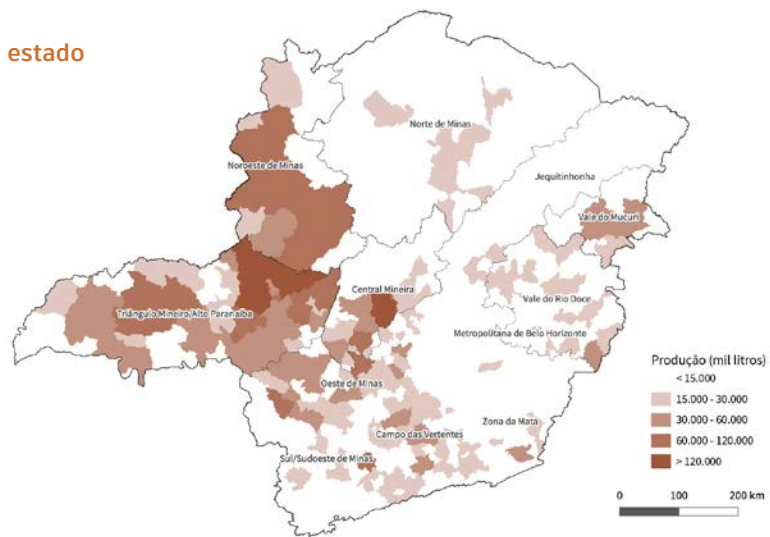 estado
Norte de Minas
Noroeste de Minas
Jequitinhonha
Vale do Mucuri
Central Mineira
Vale do Rio Doce
Triângulo Mineiro/Alto Paranaíba
Metropolitana de Belo Horizonte
Oeste de Minas
Zona da Mata
Campo das Vertentes
Sul/Sudoeste de Minas
Produção (mil litros)
< 15.000
15.000 - 30.000
30.000 - 60.000
60.000 - 120.000
> 120.000
0 100 200 km